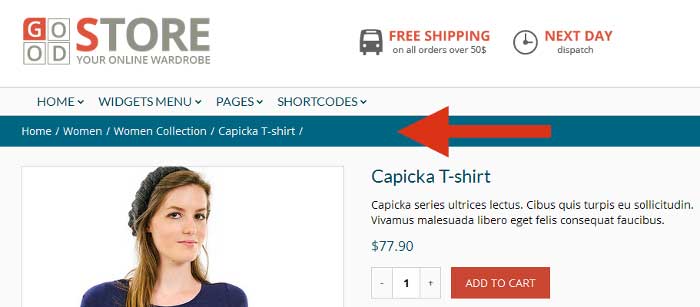 GO
OD
STORE
YOUR ONLINE WARDROBE
FREE SHIPPING
on all orders over 50$
NEXT DAY
dispatch
HOME WIDGETS MENU PAGES SHORTCODES
Home / Women / Women Collection / Capicka T-shirt /
Capicka T-shirt
Capicka series ultrices lectus. Cibus quis turpis eu sollicitudin.
Vivamus malesuada libero eget felis consequat faucibus.
$77.90
- 1 + ADD TO CART